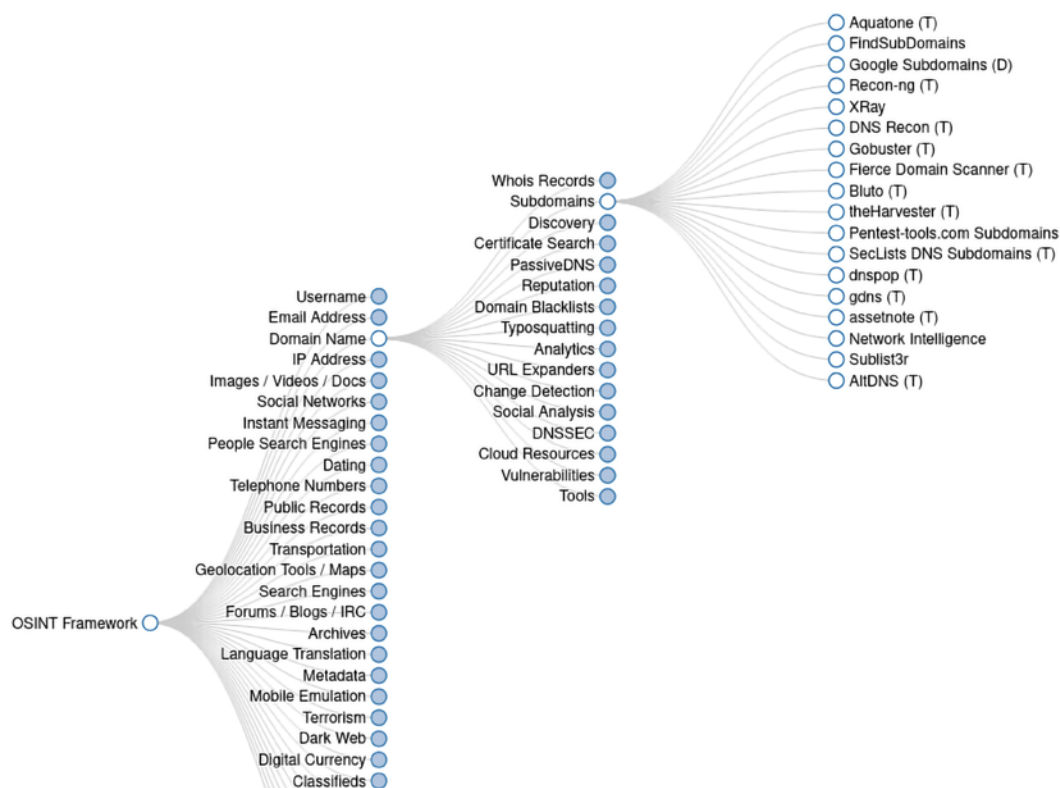 OSINT Framework
Username
Email Address
Domain Name
IP Address
Images / Videos / Docs
Social Networks
Instant Messaging
People Search Engines
Dating
Telephone Numbers
Public Records
Business Records
Transportation
Geolocation Tools / Maps
Search Engines
Forums / Blogs / IRC
Archives
Language Translation
Metadata
Mobile Emulation
Terrorism
Dark Web
Digital Currency
Classifieds
Whois Records
Subdomains
Discovery
Certificate Search
PassiveDNS
Reputation
Domain Blacklists
Typosquatting
Analytics
URL Expanders
Change Detection
Social Analysis
DNSSEC
Cloud Resources
Vulnerabilities
Tools
Aquatone (T)
FindSubDomains
Google Subdomains (D)
Recon-ng (T)
XRay
DNS Recon (T)
Gobuster (T)
Fierce Domain Scanner (T)
Bluto (T)
theHarvester (T)
Pentest-tools.com Subdomains
SecLists DNS Subdomains (T)
dnspop (T)
gdns (T)
assetnote (T)
Network Intelligence
Sublist3r
AltDNS (T)